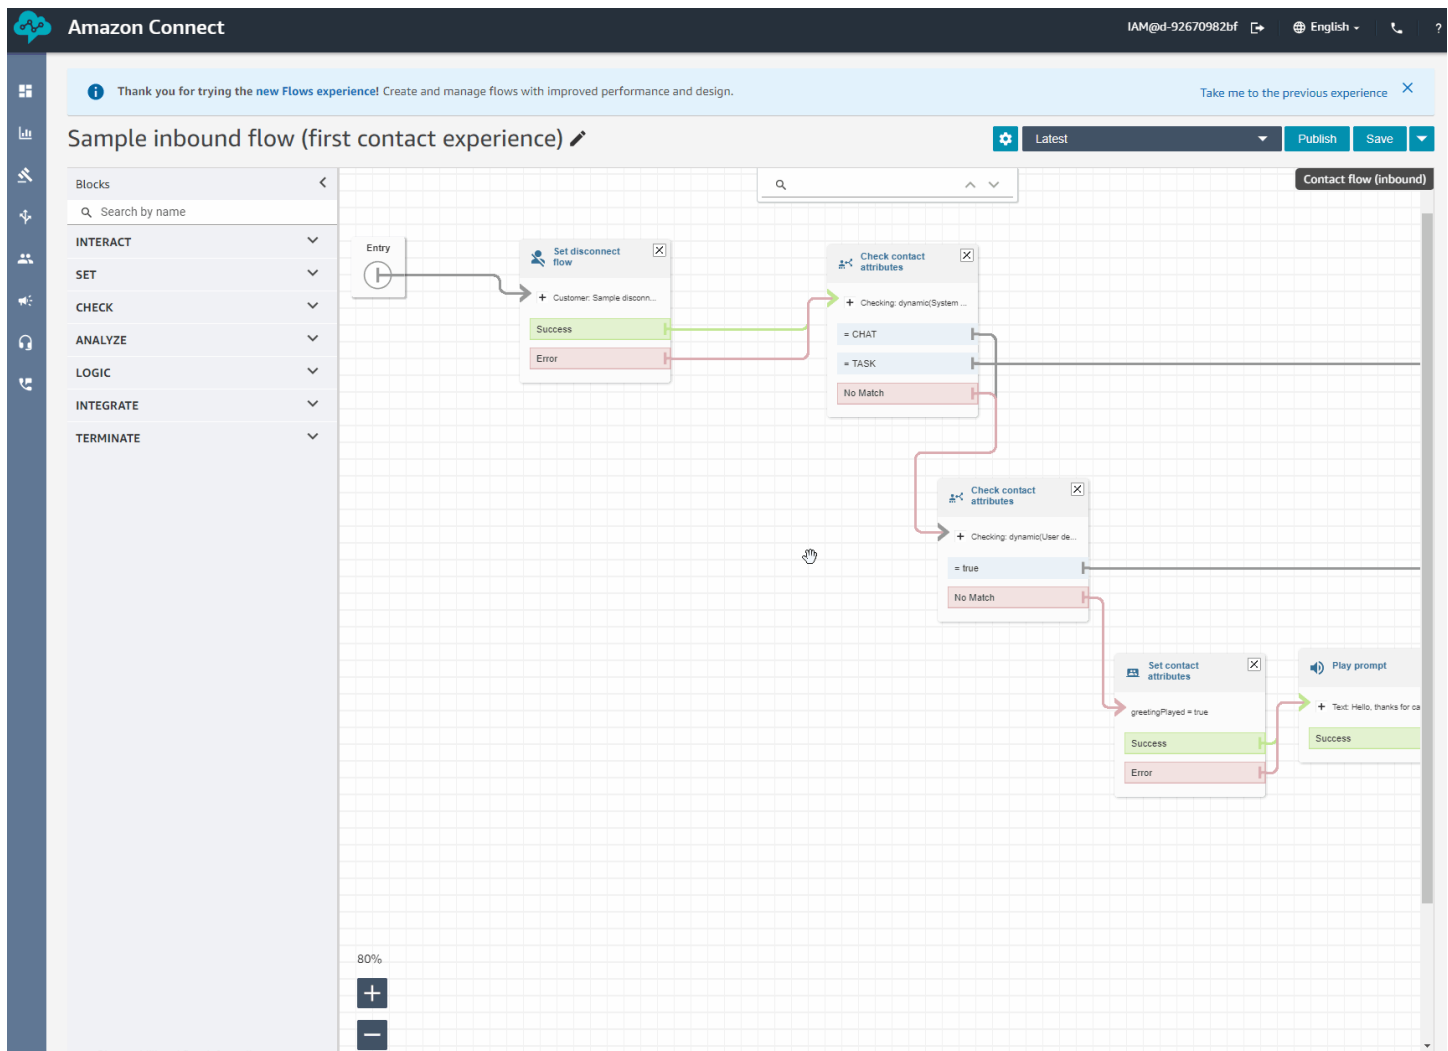 Amazon Connect
IAM@d-92670982bf
English
?
Thank you for trying the new Flows experience! Create and manage flows with improved performance and design.
Take me to the previous experience
Sample inbound flow (first contact experience)
Latest
Publish
Save
Blocks
Contact flow (inbound)
Search by name
INTERACT
SET
CHECK
ANALYZE
LOGIC
INTEGRATE
TERMINATE
Entry
Set disconnect
flow
Customer: Sample disconn...
Success
Error
Check contact
attributes
Checking: dynamic(System ...
= CHAT
= TASK
No Match
Check contact
attributes
Checking: dynamic(User de...
= true
No Match
Set contact
attributes
greetingPlayed = true
Success
Error
Play prompt
Text: Hello, thanks for ca
Success
80%